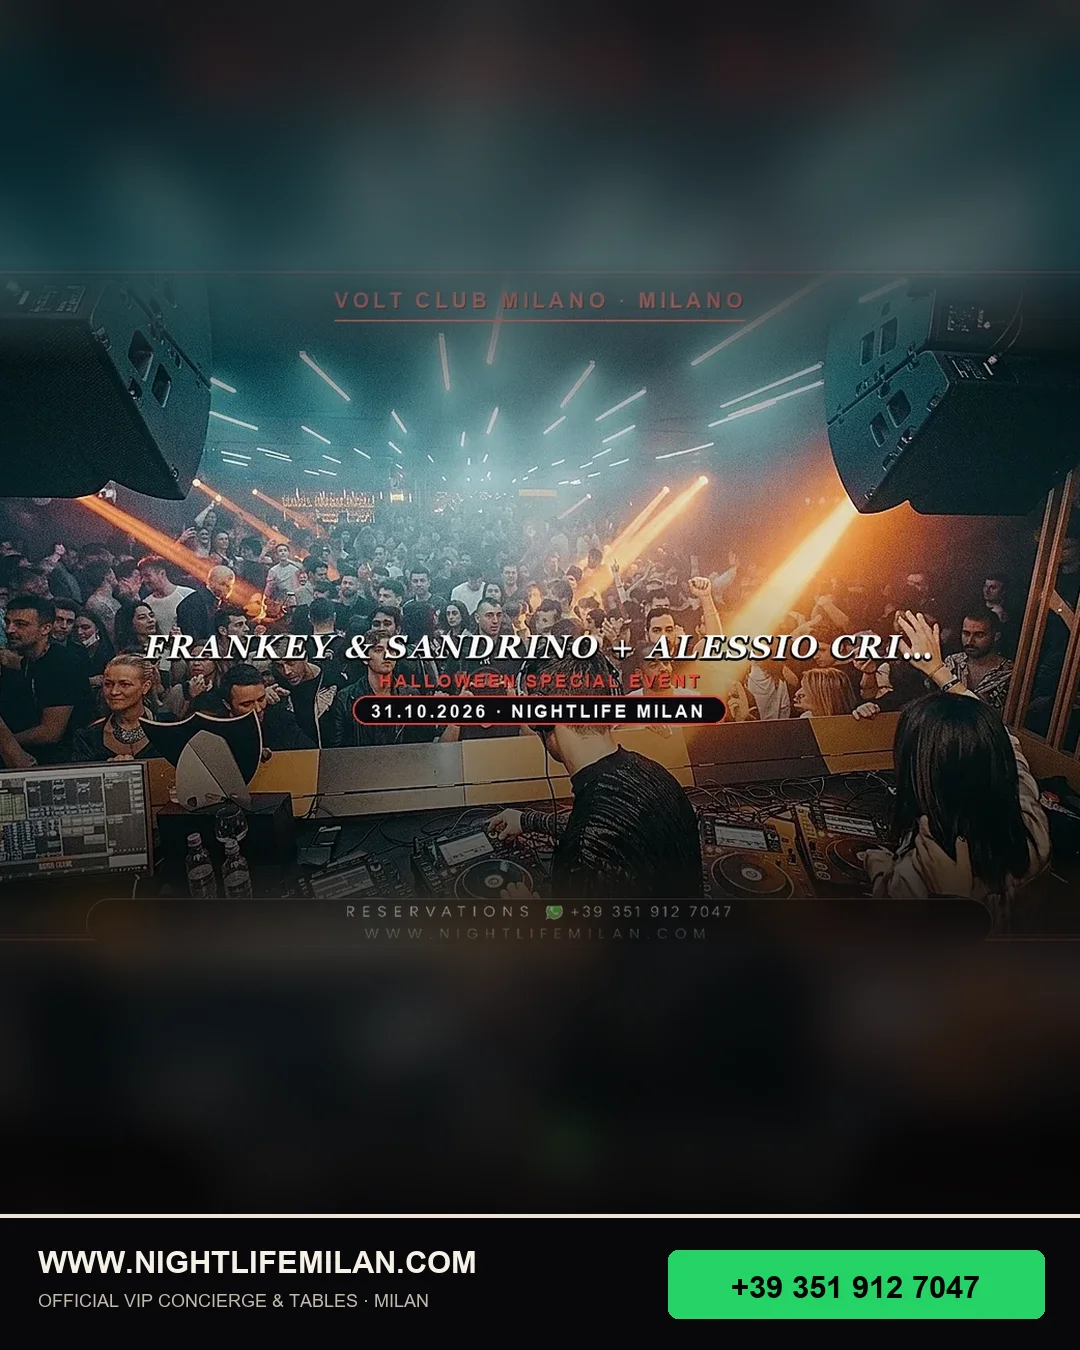 VOLT CLUB MILANO · MILANO
FRANKEY & SANDRINO + ALESSIO CRI...
HALLOWEEN SPECIAL EVENT
31.10.2026 · NIGHTLIFE MILAN
RESERVATIONS +39 351 912 7047
WWW.NIGHTLIFEMILAN.COM
WWW.NIGHTLIFEMILAN.COM
OFFICIAL VIP CONCIERGE & TABLES · MILAN
+39 351 912 7047